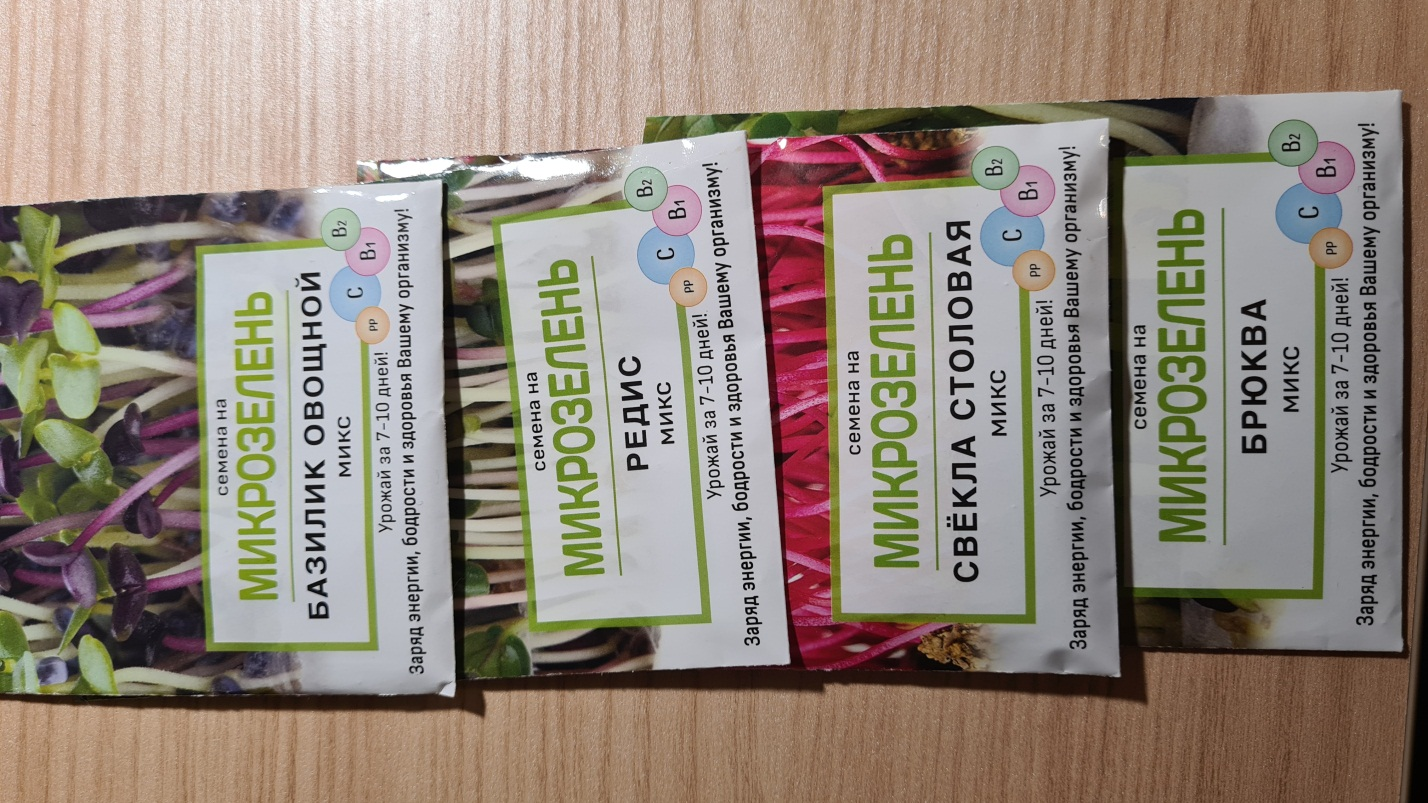 семена на
МИКРОЗЕЛЕНЬ
БАЗИЛИК ОВОЩНОЙ
МИКС
B2
B1
C
PP
Урожай за 7-10 дней!
Заряд энергии, бодрости и здоровья Вашему организму!
семена на
МИКРОЗЕЛЕНЬ
РЕДИС
МИКС
B2
B1
C
PP
Урожай за 7-10 дней!
Заряд энергии, бодрости и здоровья Вашему организму!
семена на
МИКРОЗЕЛЕНЬ
СВЁКЛА СТОЛОВАЯ
МИКС
B2
B1
C
PP
Урожай за 7-10 дней!
Заряд энергии, бодрости и здоровья Вашему организму!
семена на
МИКРОЗЕЛЕНЬ
БРЮКВА
МИКС
B2
B1
C
PP
Урожай за 7-10 дней!
Заряд энергии, бодрости и здоровья Вашему организму!